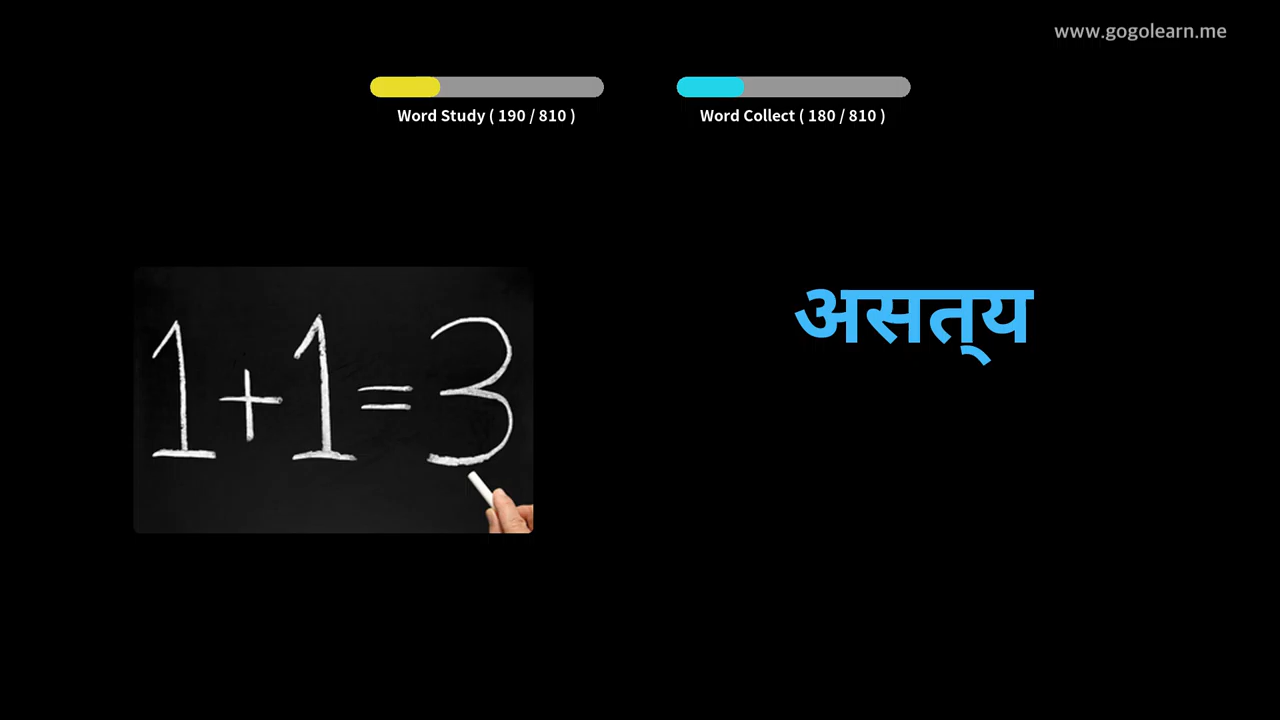 www.gogolearn.me
Word Study ( 190 / 810 )
Word Collect ( 180 / 810 )
1+1=3
असत्‌य